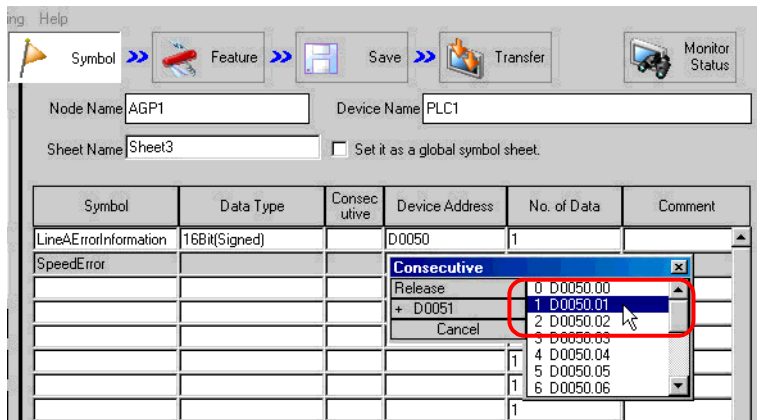 ing Help
Symbol Feature Save Transfer Monitor Status
Node Name AGP1 Device Name PLC1
Sheet Name Sheet3 Set it as a global symbol sheet.
Symbol Data Type Consec utive Device Address No. of Data Comment
LineAErrorInformation 16Bit(Signed) D0050 1
SpeedError
Consecutive
Release
+ D0051
Cancel
0 D0050.00
1 D0050.01
2 D0050.02
3 D0050.03
4 D0050.04
5 D0050.05
6 D0050.06
1
1
1